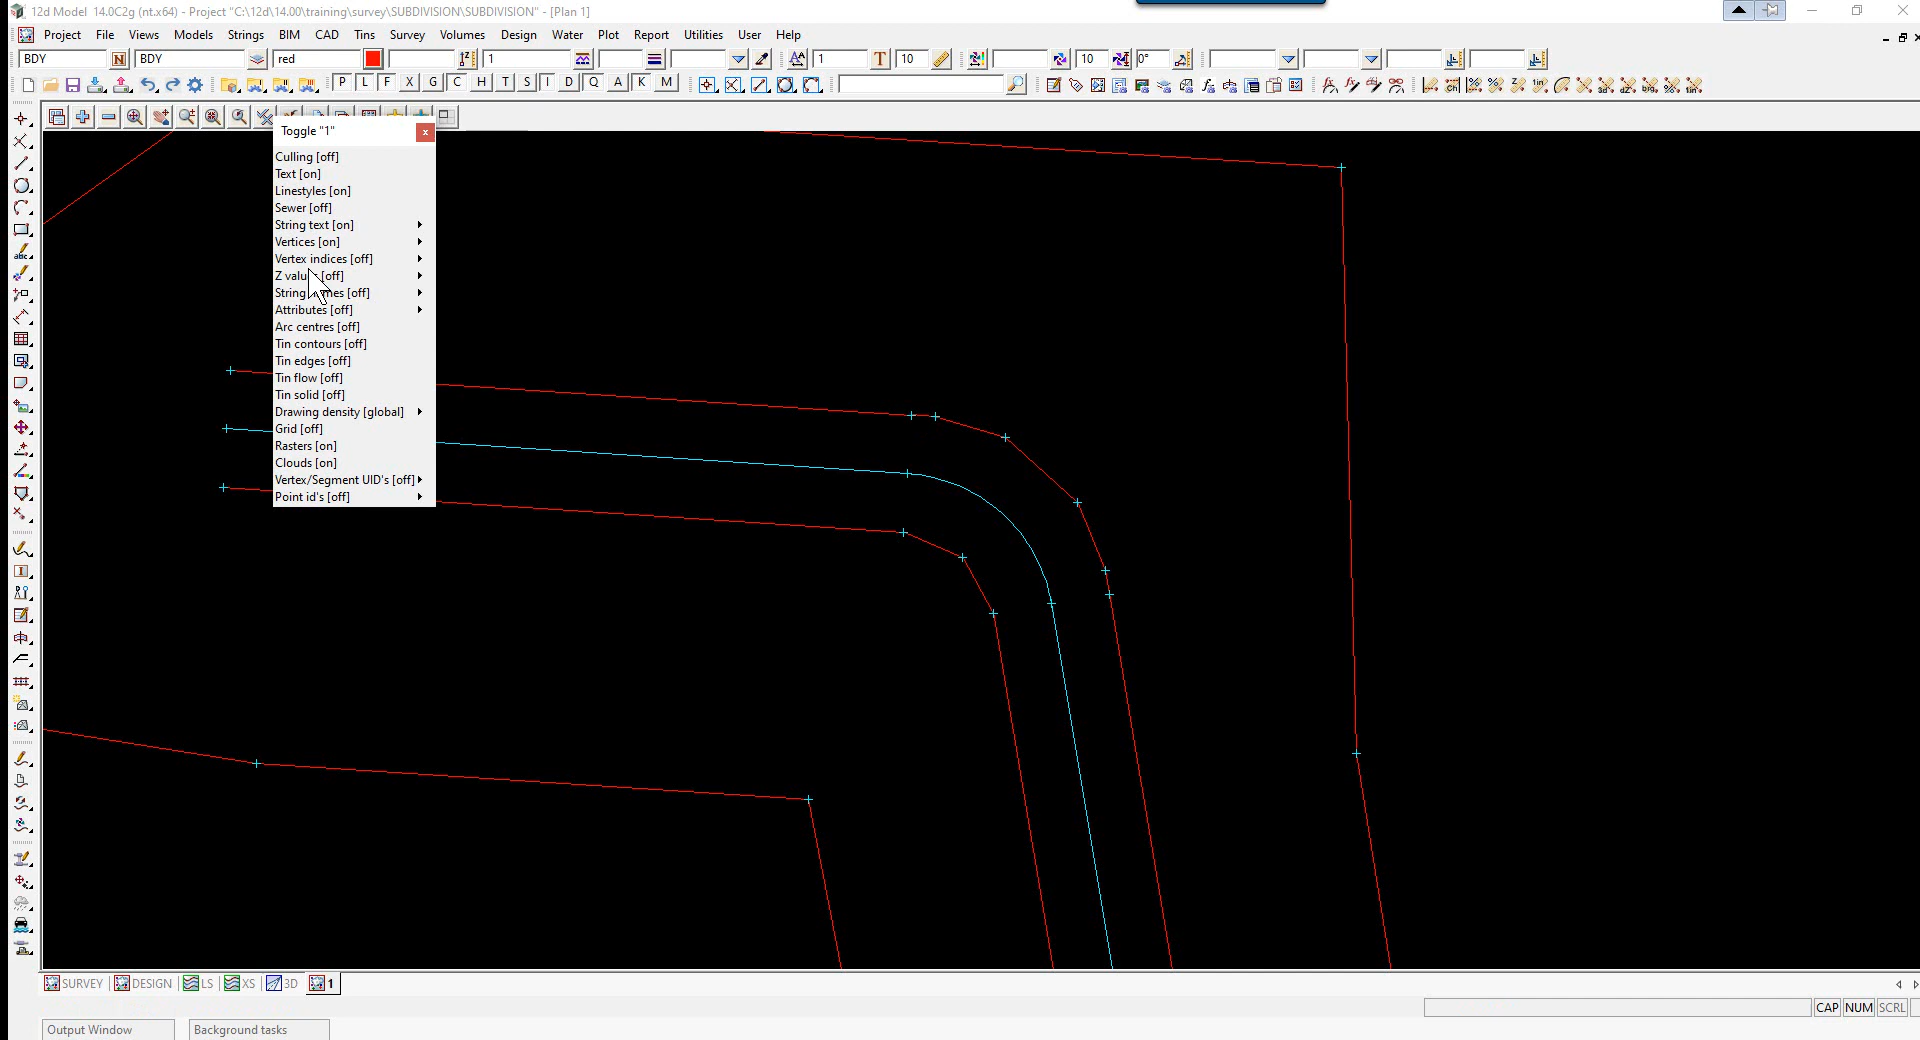 12d Model 14.0C2g (nt.x64) - Project "C:\12d\14.00\training\survey\SUBDIVISION\SUBDIVISION" - [Plan 1]
Project File Views Models Strings BIM CAD Tins Survey Volumes Design Water Plot Report Utilities User Help
BDY N BDY red 1 1 T 10 10 0°
P L F X G C H T S I D Q A K M
Toggle "1"
Culling [off]
Text [on]
Linestyles [on]
Sewer [off]
String text [on]
Vertices [on]
Vertex indices [off]
[off]
[off]
Attributes [off]
Arc centres [off]
Tin contours [off]
Tin edges [off]
Tin flow [off]
Tin solid [off]
Drawing density [global]
Grid [off]
Rasters [on]
Clouds [on]
Vertex/Segment UID's [off]
Point id's [off]
SURVEY DESIGN LS XS 3D 1
CAP NUM SCRL
Output Window Background tasks